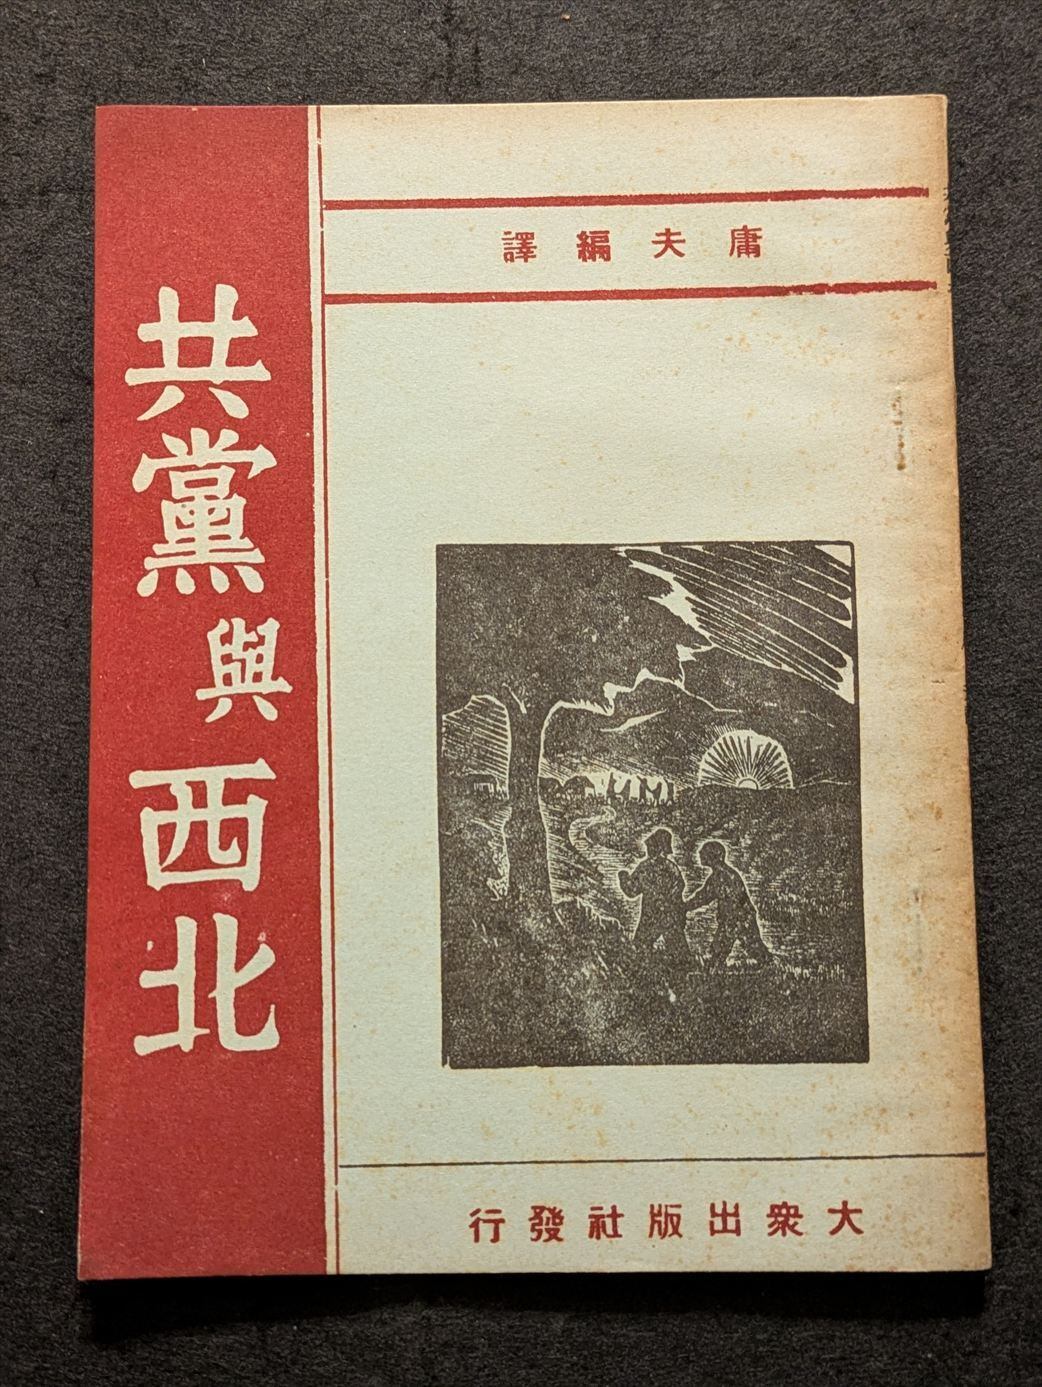 庸夫編譯
共黨與西北
大衆出版社發行